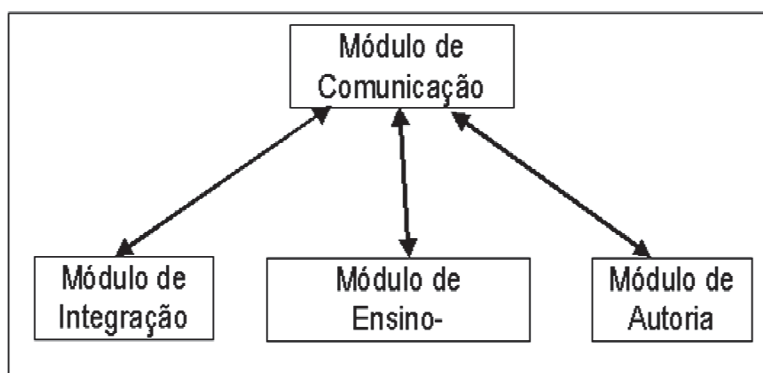 Módulo de
Comunicação
Módulo de
Integração
Módulo de
Ensino-
Módulo de
Autoria